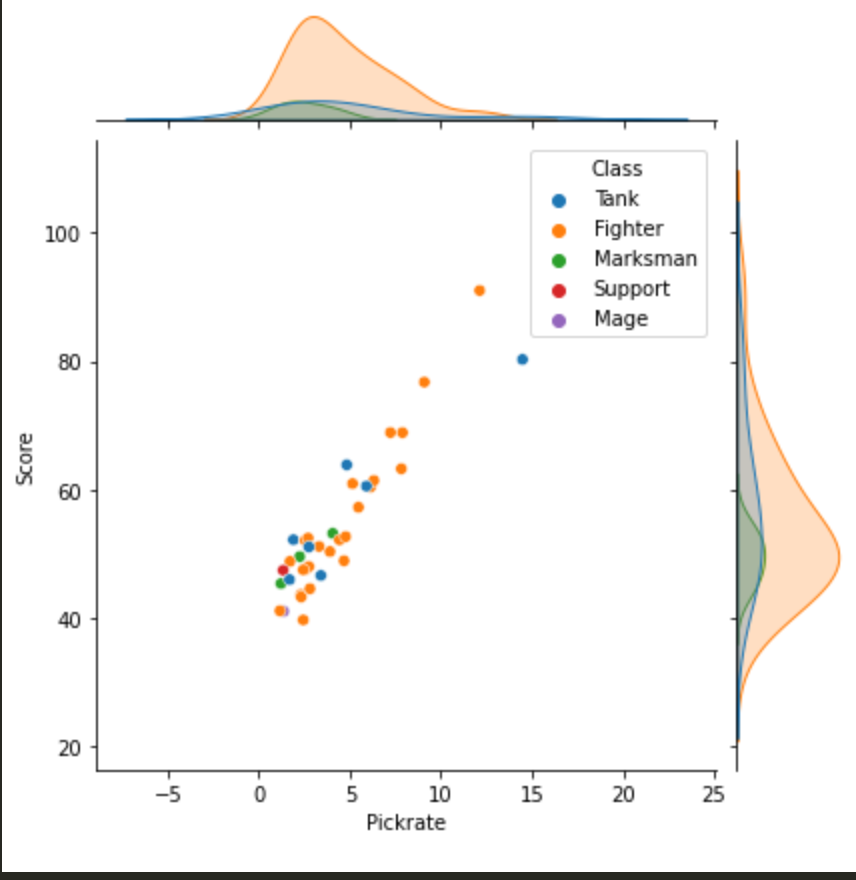 Class
Tank
Fighter
Marksman
Support
Mage
100
80
60
40
20
Score
−5 0 5 10 15 20 25
Pickrate